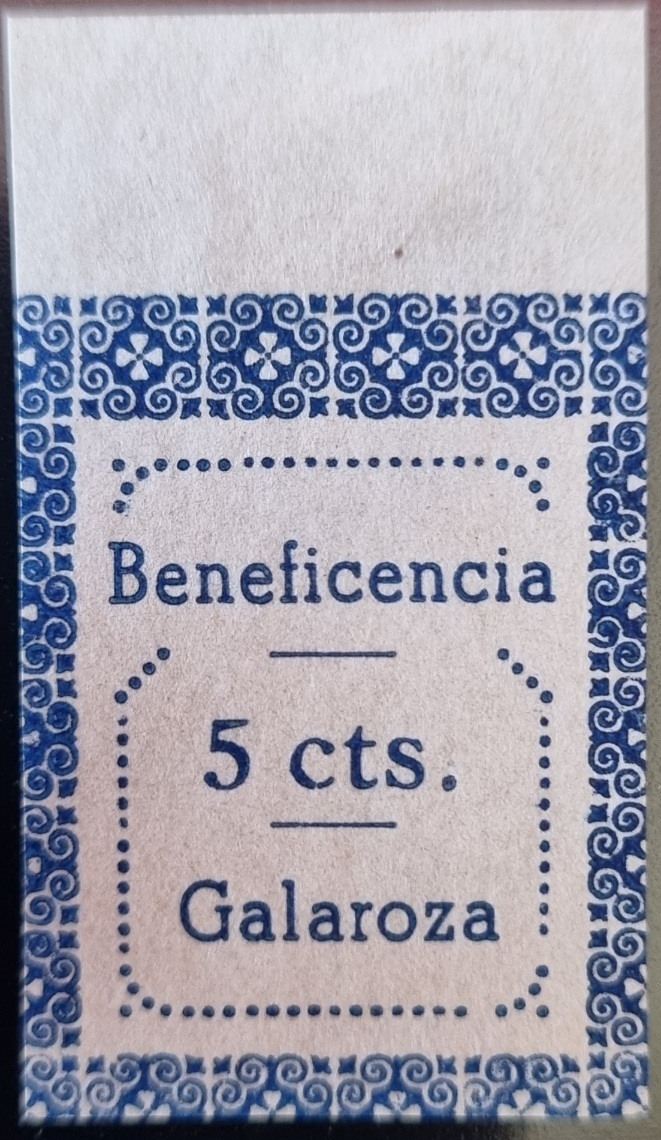 Beneficencia
5 cts.
Galaroza